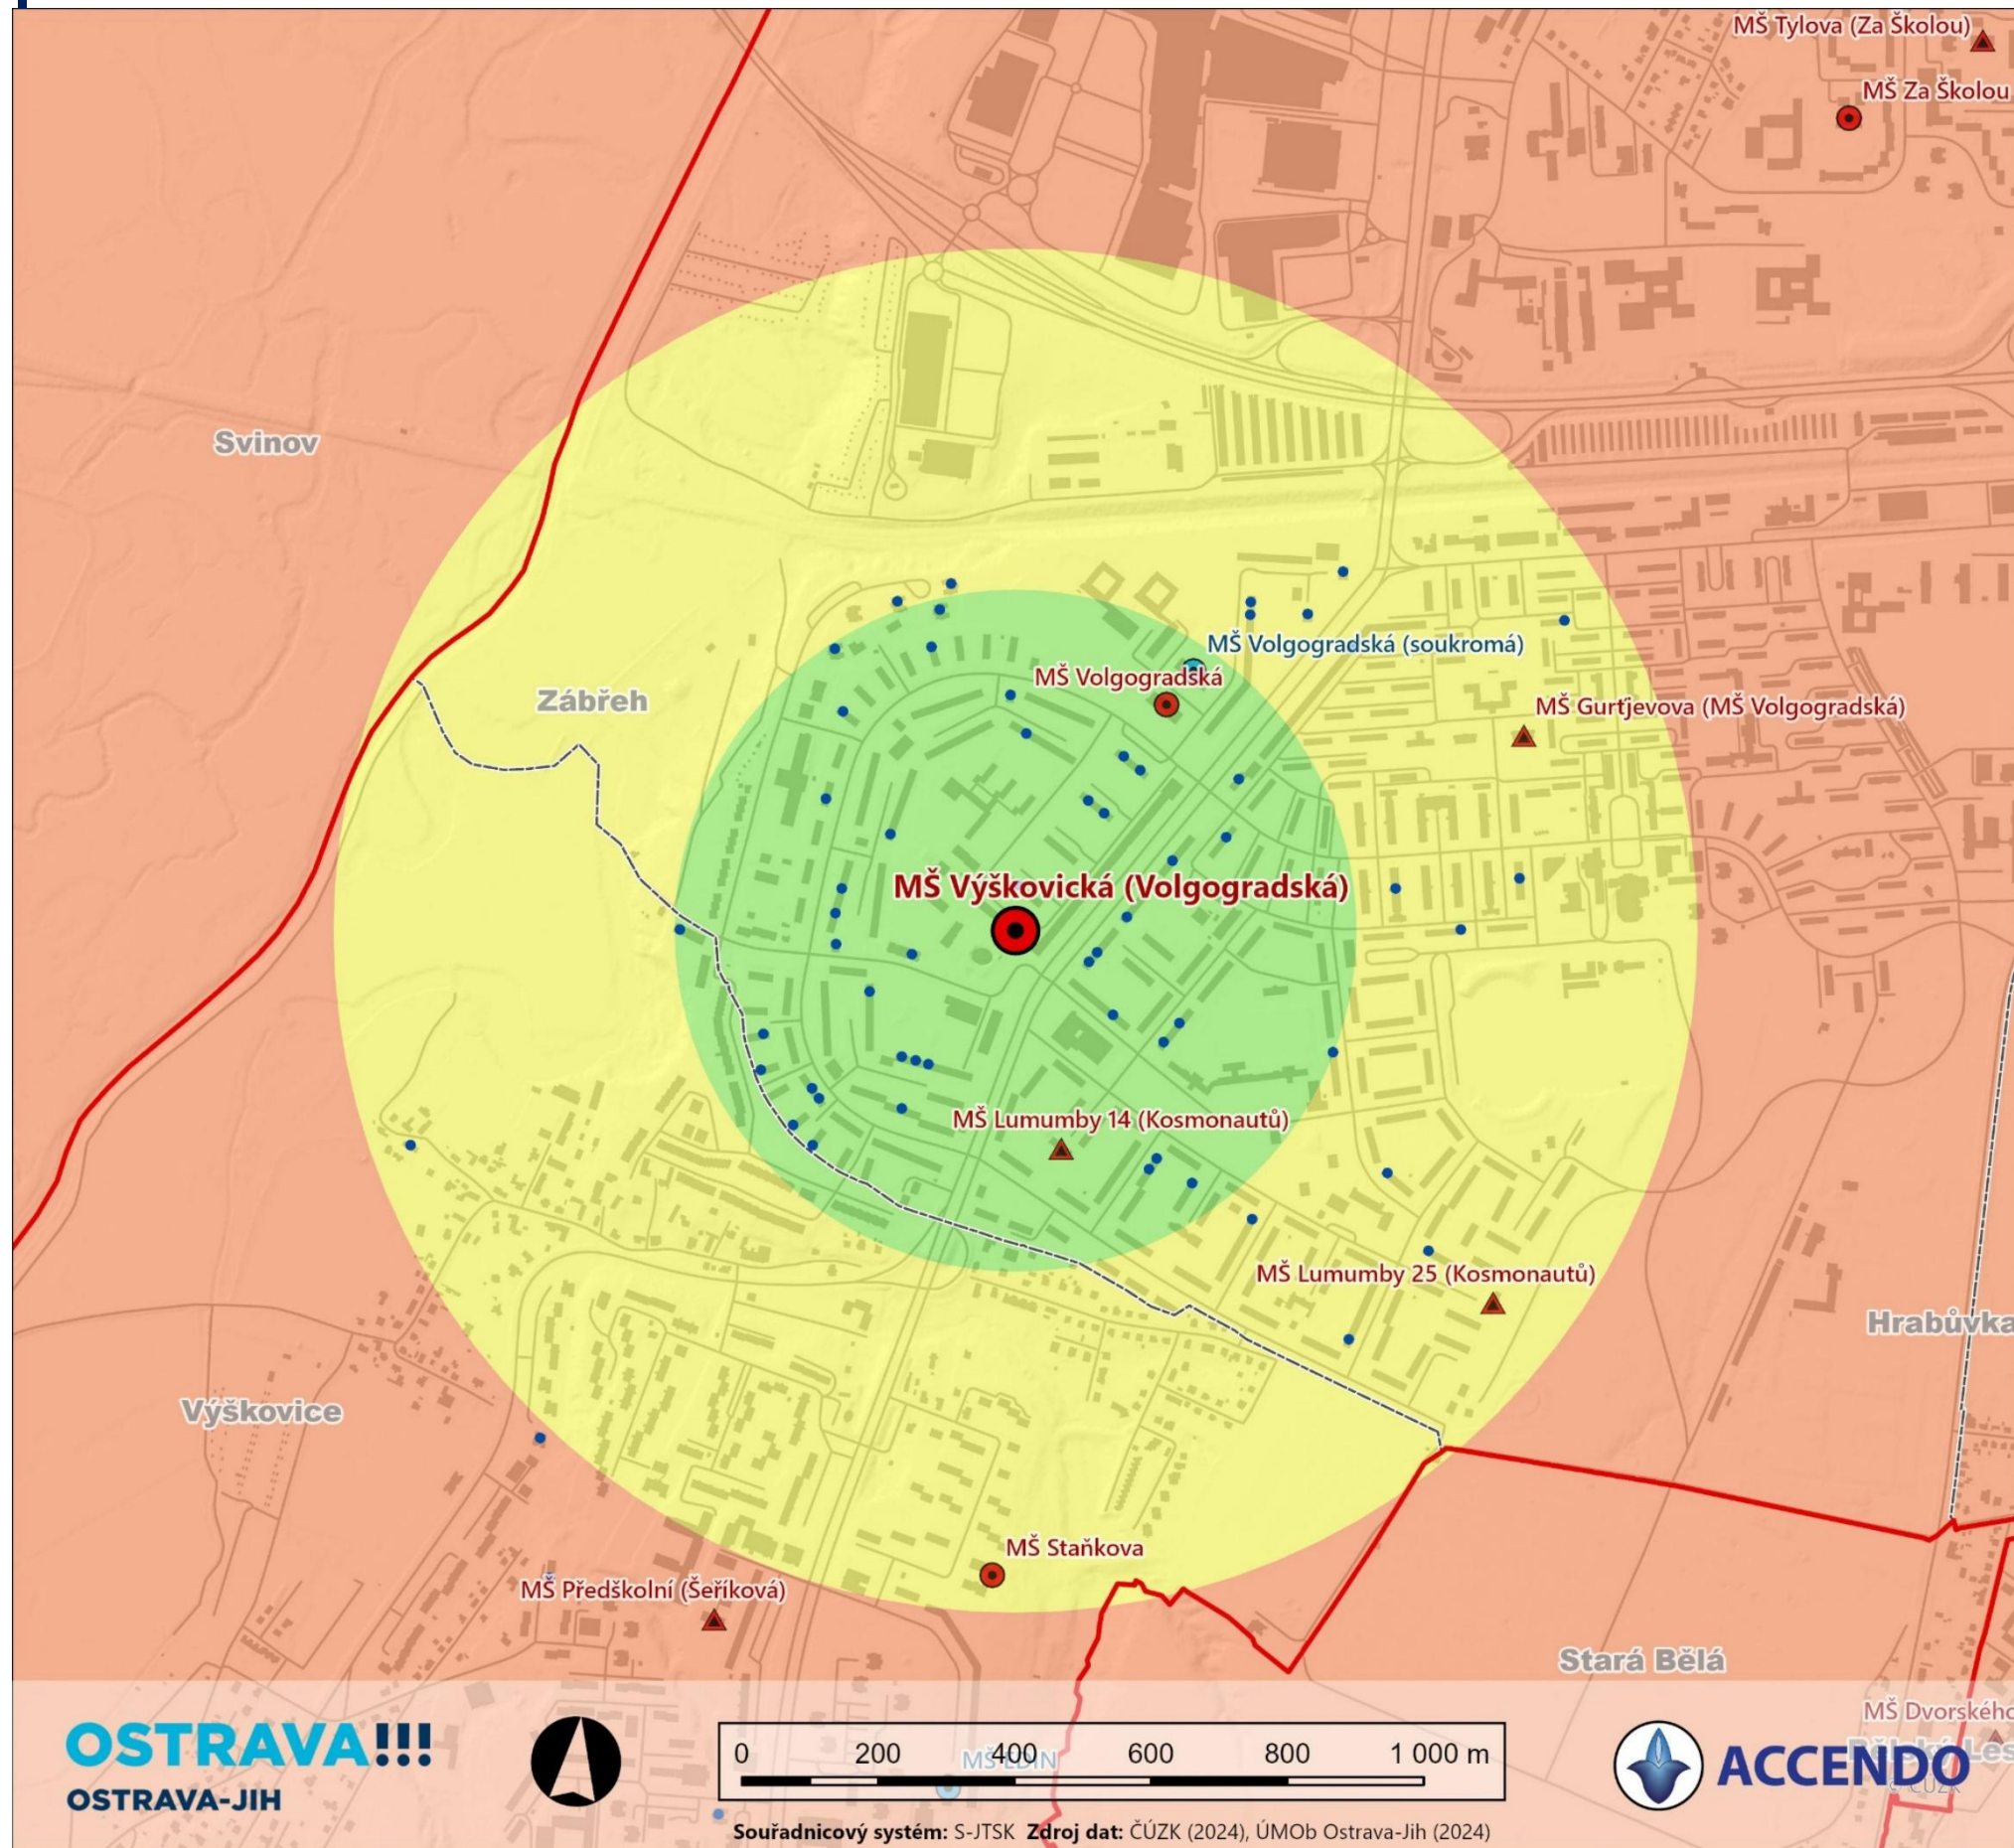 MŠ Tylova (Za Školou)
MŠ Za Školou
Svinov
MŠ Volgogradská (soukromá)
MŠ Volgogradská
Zábřeh
MŠ Gurťjevova (MŠ Volgogradská)
MŠ Výškovická (Volgogradská)
MŠ Lumumby 14 (Kosmonautů)
MŠ Lumumby 25 (Kosmonautů)
Hrabůvka
Výškovice
MŠ Staňkova
MŠ Předškolní (Šeříková)
Stará Bělá
MŠ Dvorského
OSTRAVA!!!
OSTRAVA-JIH
0 200 400 600 800 1 000 m
MŠ EDIN
ACCENDO
© ČÚZK
Souřadnicový systém: S-JTSK Zdroj dat: ČÚZK (2024), ÚMOb Ostrava-Jih (2024)